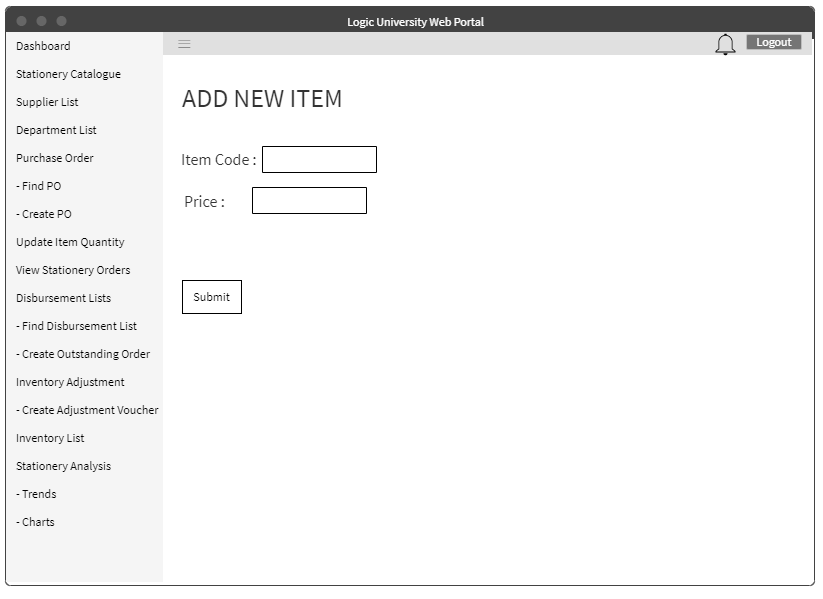 Logic University Web Portal
Logout
Dashboard
Stationery Catalogue
Supplier List
Department List
Purchase Order
- Find PO
- Create PO
Update Item Quantity
View Stationery Orders
Disbursement Lists
- Find Disbursement List
- Create Outstanding Order
Inventory Adjustment
- Create Adjustment Voucher
Inventory List
Stationery Analysis
- Trends
- Charts
ADD NEW ITEM
Item Code :
Price :
Submit